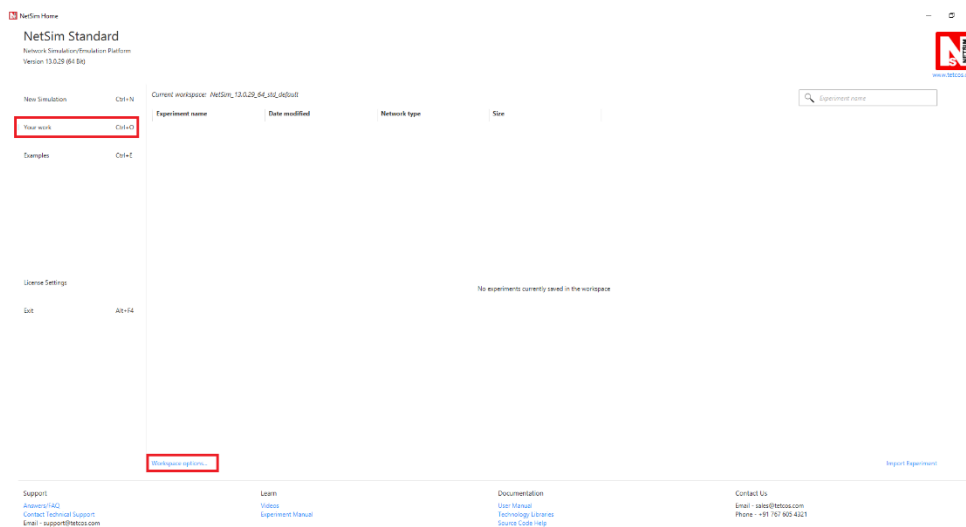 NetSim Home
NetSim Standard
Network Simulation/Emulation Platform
Version 13.0.29 (64 Bit)
NETSIM
www.tetcos.c
New Simulation Ctrl+N
Your work Ctrl+O
Examples Ctrl+E
License Settings
Exit Alt+F4
Current workspace: NetSim_13.0.29_64_std_default
Experiment name
Experiment name Date modified Network type Size
No experiments currently saved in the workspace
Workspace options...
Import Experiment
Support
Answers/FAQ
Contact Technical Support
Email - support@tetcos.com
Learn
Videos
Experiment Manual
Documentation
User Manual
Technology Libraries
Source Code Help
Contact Us
Email - sales@tetcos.com
Phone - +91 767 605 4321